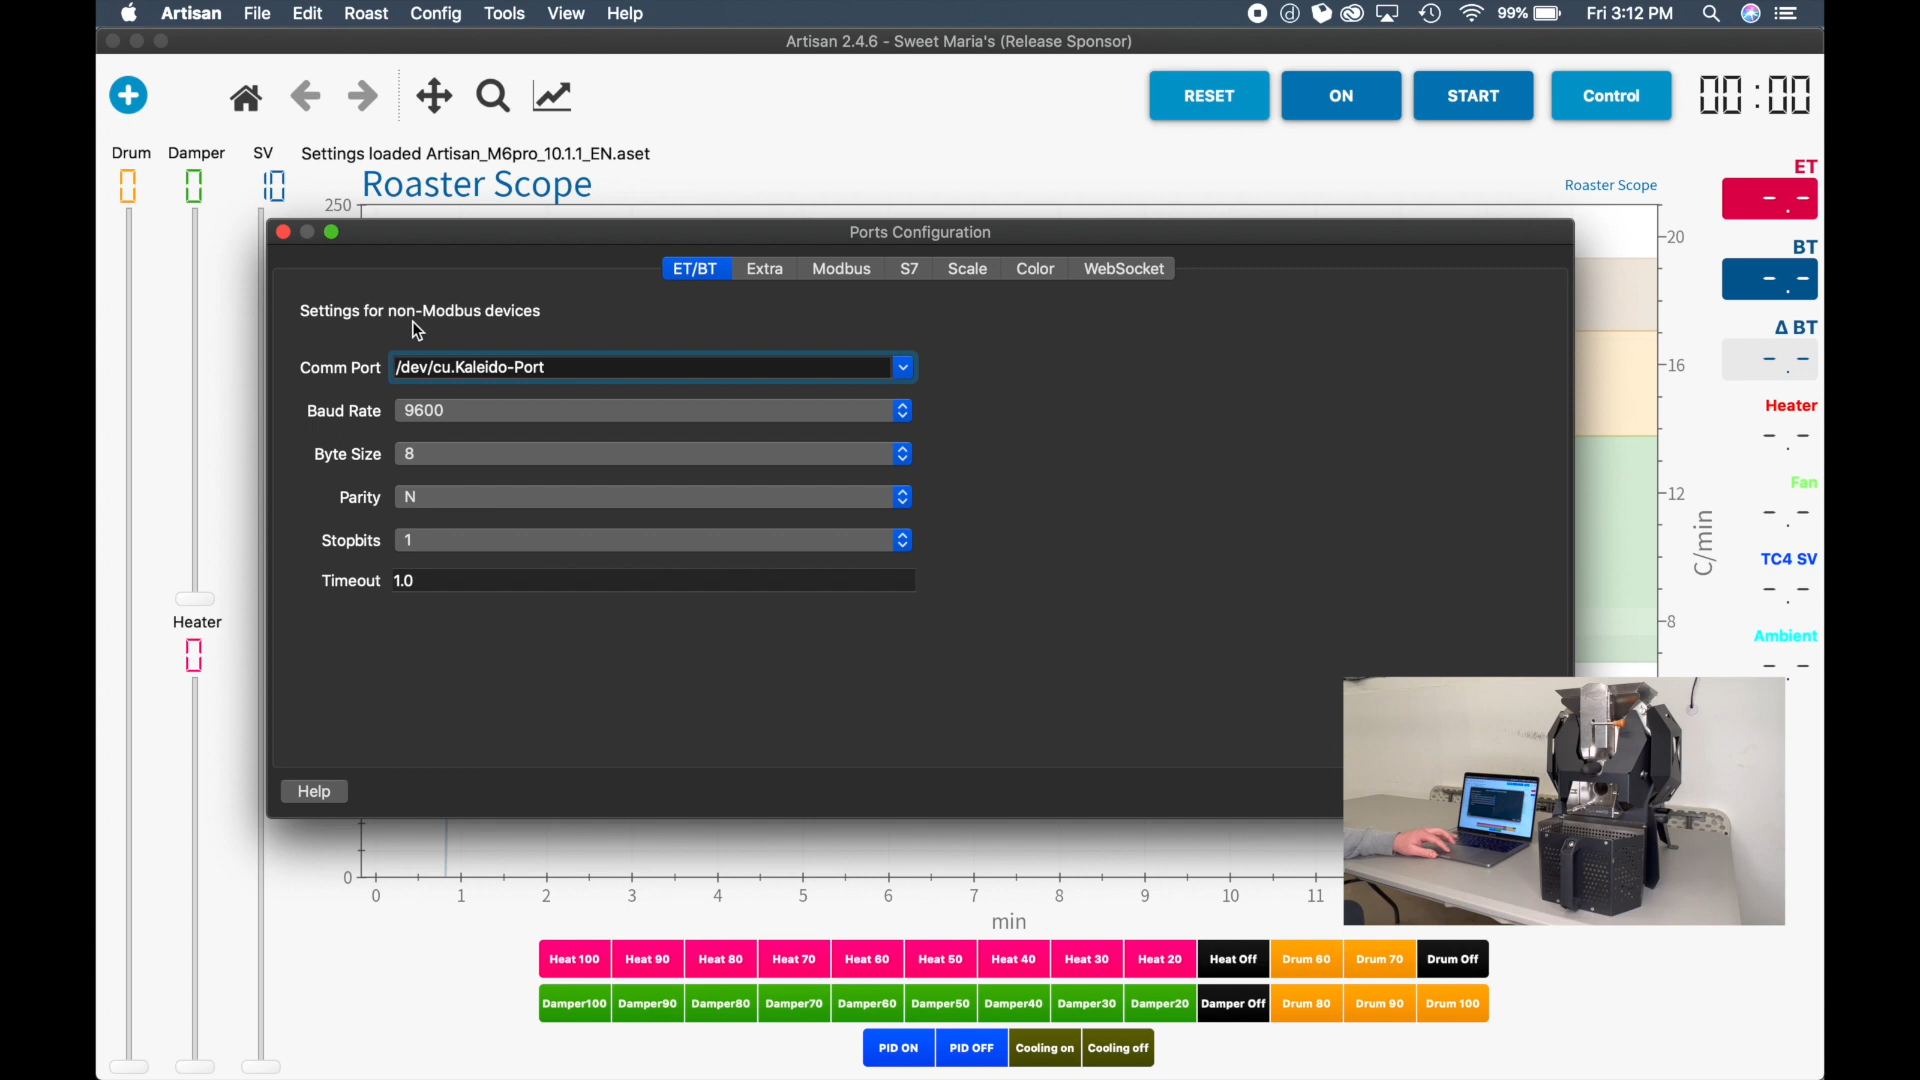 Artisan File Edit Roast Config Tools View Help 99% Fri 3:12 PM
Artisan 2.4.6 - Sweet Maria's (Release Sponsor)
RESET ON START Control 00:00
Drum Damper SV Settings loaded Artisan_M6pro_10.1.1_EN.aset
0 0 10 Roaster Scope
Roaster Scope
ET
-.-
BT
-.-
Δ BT
-.-
Heater
-.-
Fan
-.-
TC4 SV
-.-
Ambient
-.-
250
20
16
12
8
C/min
Heater
0
Ports Configuration
ET/BT Extra Modbus S7 Scale Color WebSocket
Settings for non-Modbus devices
Comm Port /dev/cu.Kaleido-Port
Baud Rate 9600
Byte Size 8
Parity N
Stopbits 1
Timeout 1.0
Help
0
0 1 2 3 4 5 6 7 8 9 10 11
min
Heat 100 Heat 90 Heat 80 Heat 70 Heat 60 Heat 50 Heat 40 Heat 30 Heat 20 Heat Off Drum 60 Drum 70 Drum Off
Damper100 Damper90 Damper80 Damper70 Damper60 Damper50 Damper40 Damper30 Damper20 Damper Off Drum 80 Drum 90 Drum 100
PID ON PID OFF Cooling on Cooling off